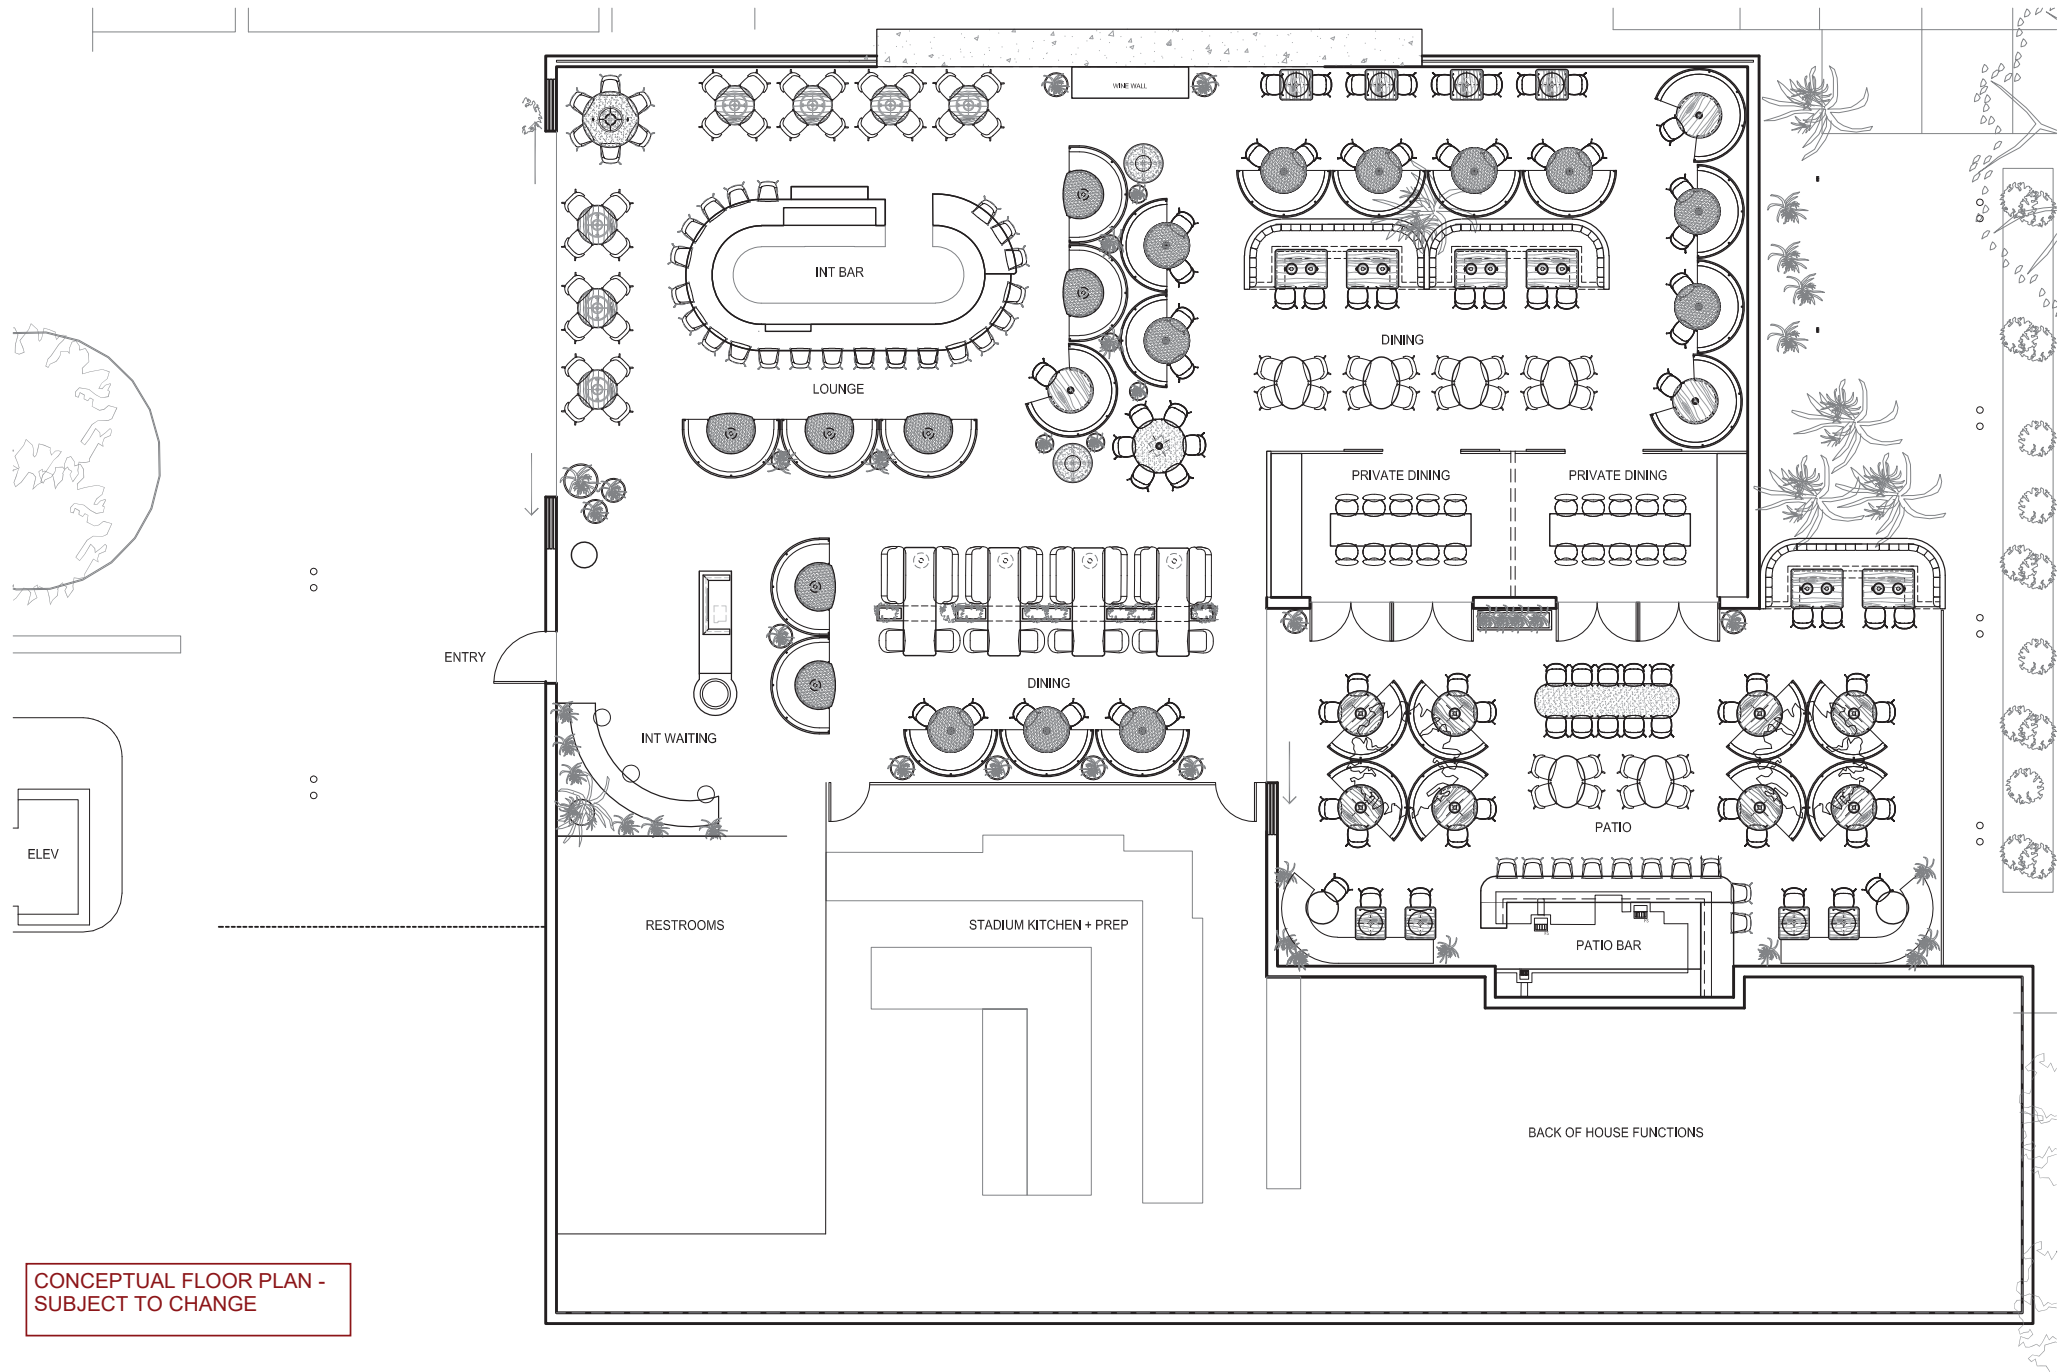 WINE WALL
INT BAR
DINING
LOUNGE
PRIVATE DINING
PRIVATE DINING
ENTRY
DINING
INT WAITING
PATIO
ELEV
RESTROOMS
STADIUM KITCHEN + PREP
PATIO BAR
BACK OF HOUSE FUNCTIONS
CONCEPTUAL FLOOR PLAN -
SUBJECT TO CHANGE